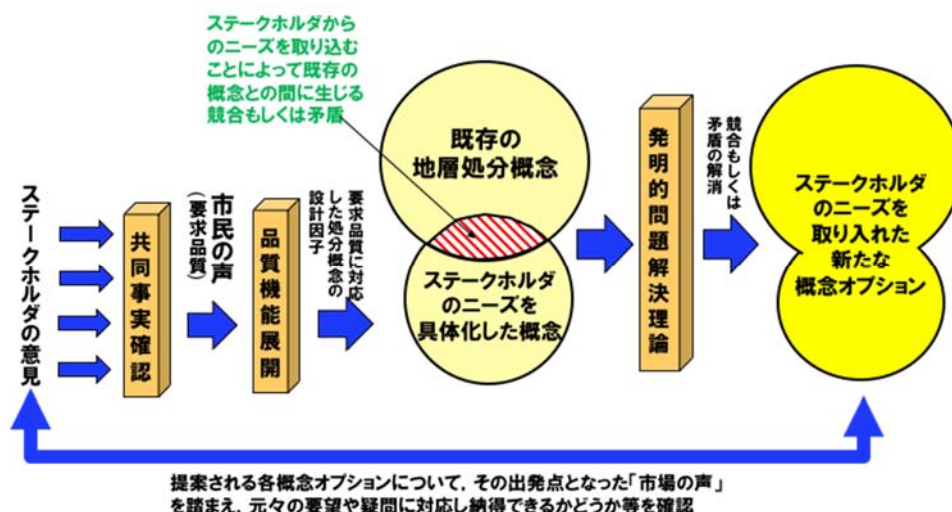 ステークホルダから
のニーズを取り込む
ことによって既存の
概念との間に生じる
競合もしくは矛盾
ステークホルダの意見
共同事実確認
市民の声
(要求品質)
品質機能展開
要求品質に対応
した処分概念の
設計因子
既存の
地層処分概念
ステークホルダ
のニーズを
具体化した概念
発明的問題解決理論
競合もしくは
矛盾の解消
ステークホルダ
のニーズを
取り入れた
新たな
概念オプション
提案される各概念オプションについて，その出発点となった「市場の声」
を踏まえ，元々の要望や疑問に対応し納得できるかどうか等を確認